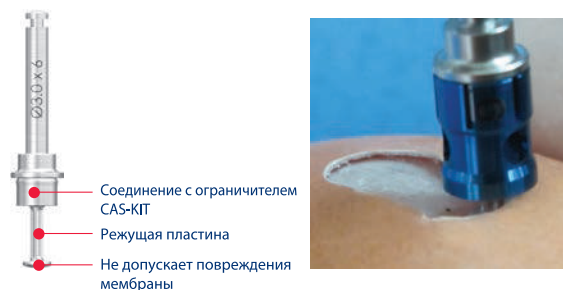 Ø3.0 x 6
Соединение с ограничителем
CAS-KIT
Режущая пластина
Не допускает повреждения
мембраны